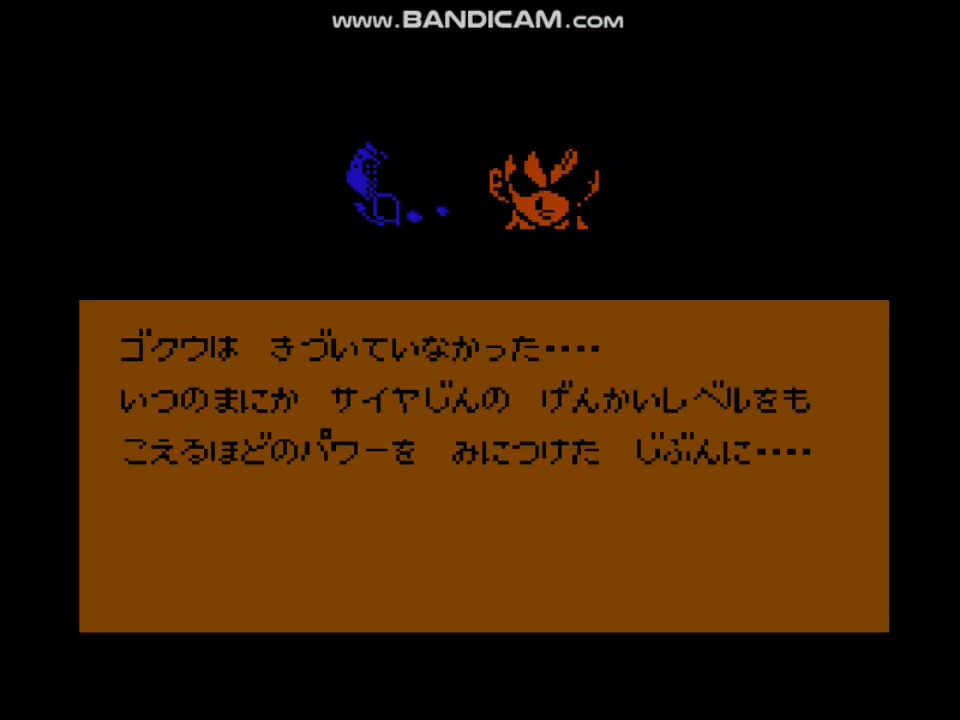 www.BANDICAM.com
ゴクウは きづいていなかった････
いつのまにか サイヤじんの げんかいレベルをも
こえるほどのパワーを みにつけた じぶんに････